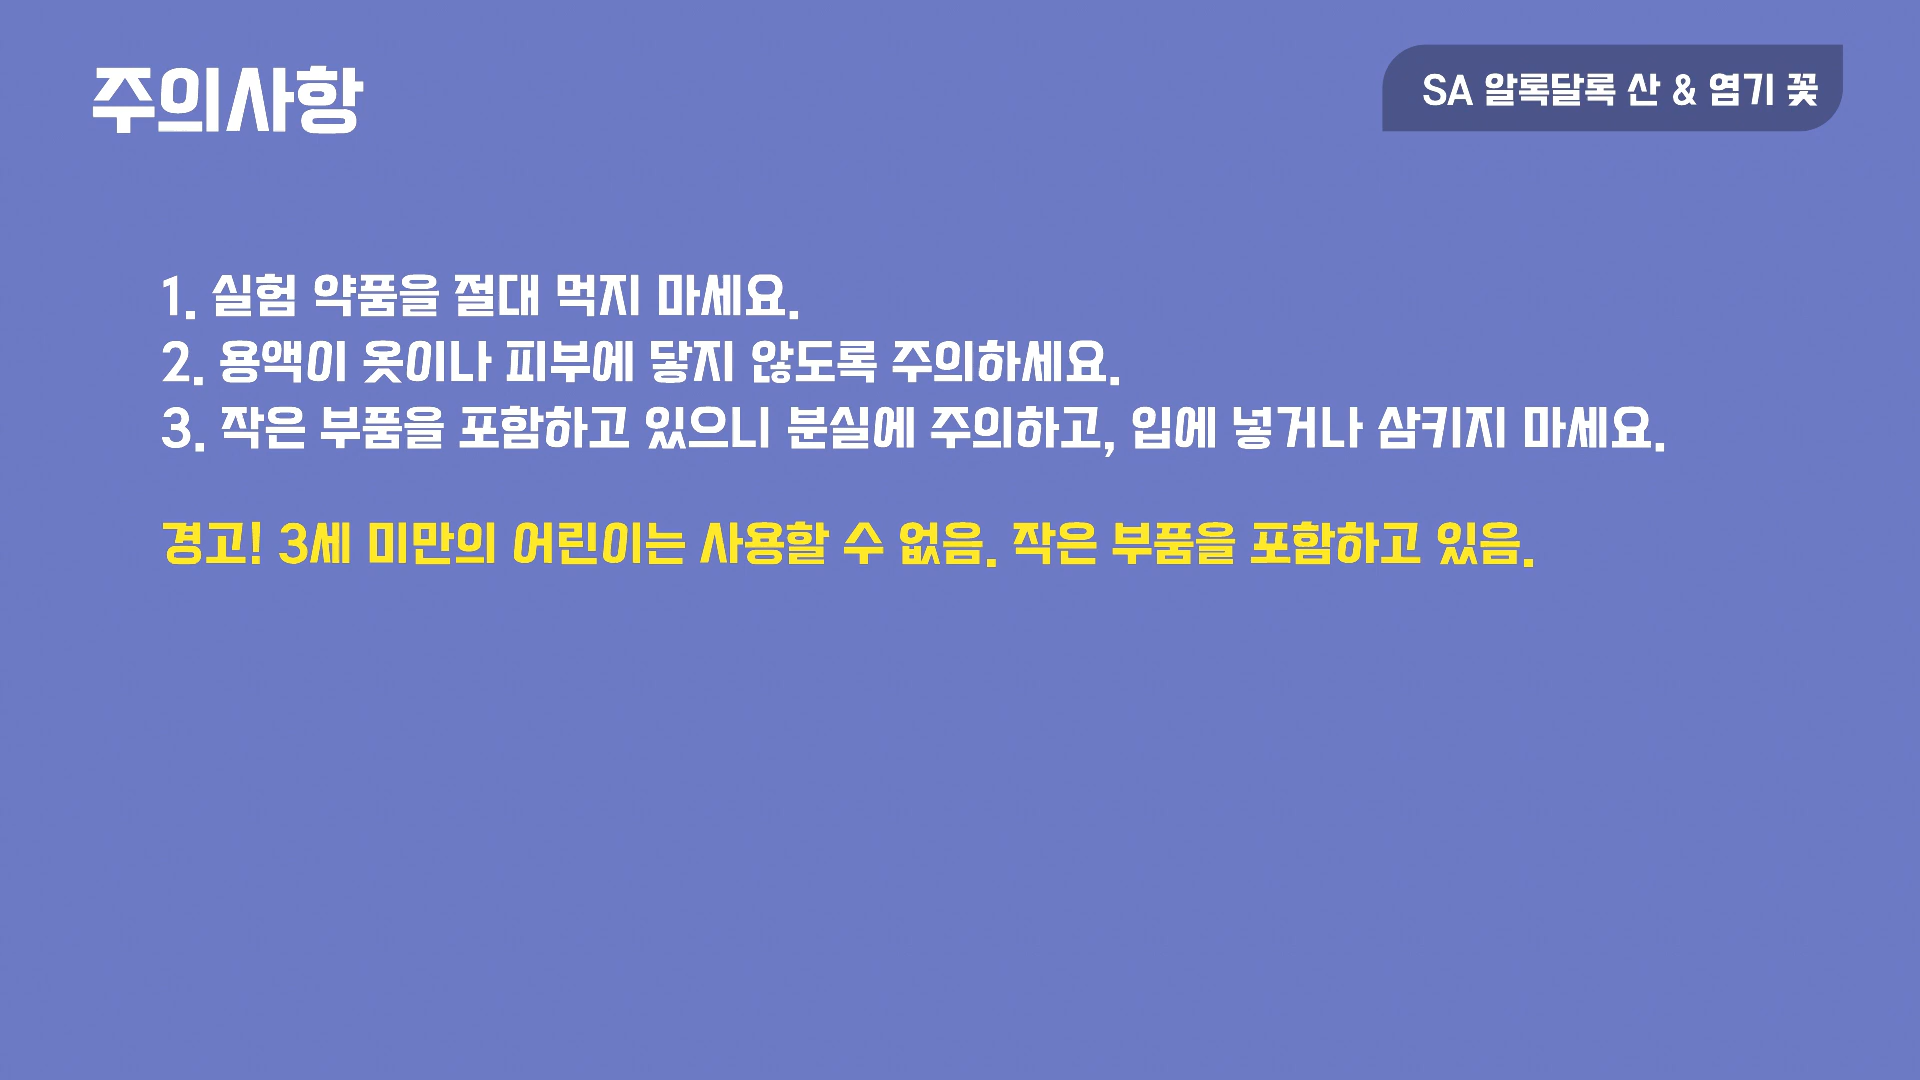 주의사항
SA 알록달록 산 & 염기 꽃
1. 실험 약품을 절대 먹지 마세요.
2. 용액이 옷이나 피부에 닿지 않도록 주의하세요.
3. 작은 부품을 포함하고 있으니 분실에 주의하고, 입에 넣거나 삼키지 마세요.
경고! 3세 미만의 어린이는 사용할 수 없음. 작은 부품을 포함하고 있음.